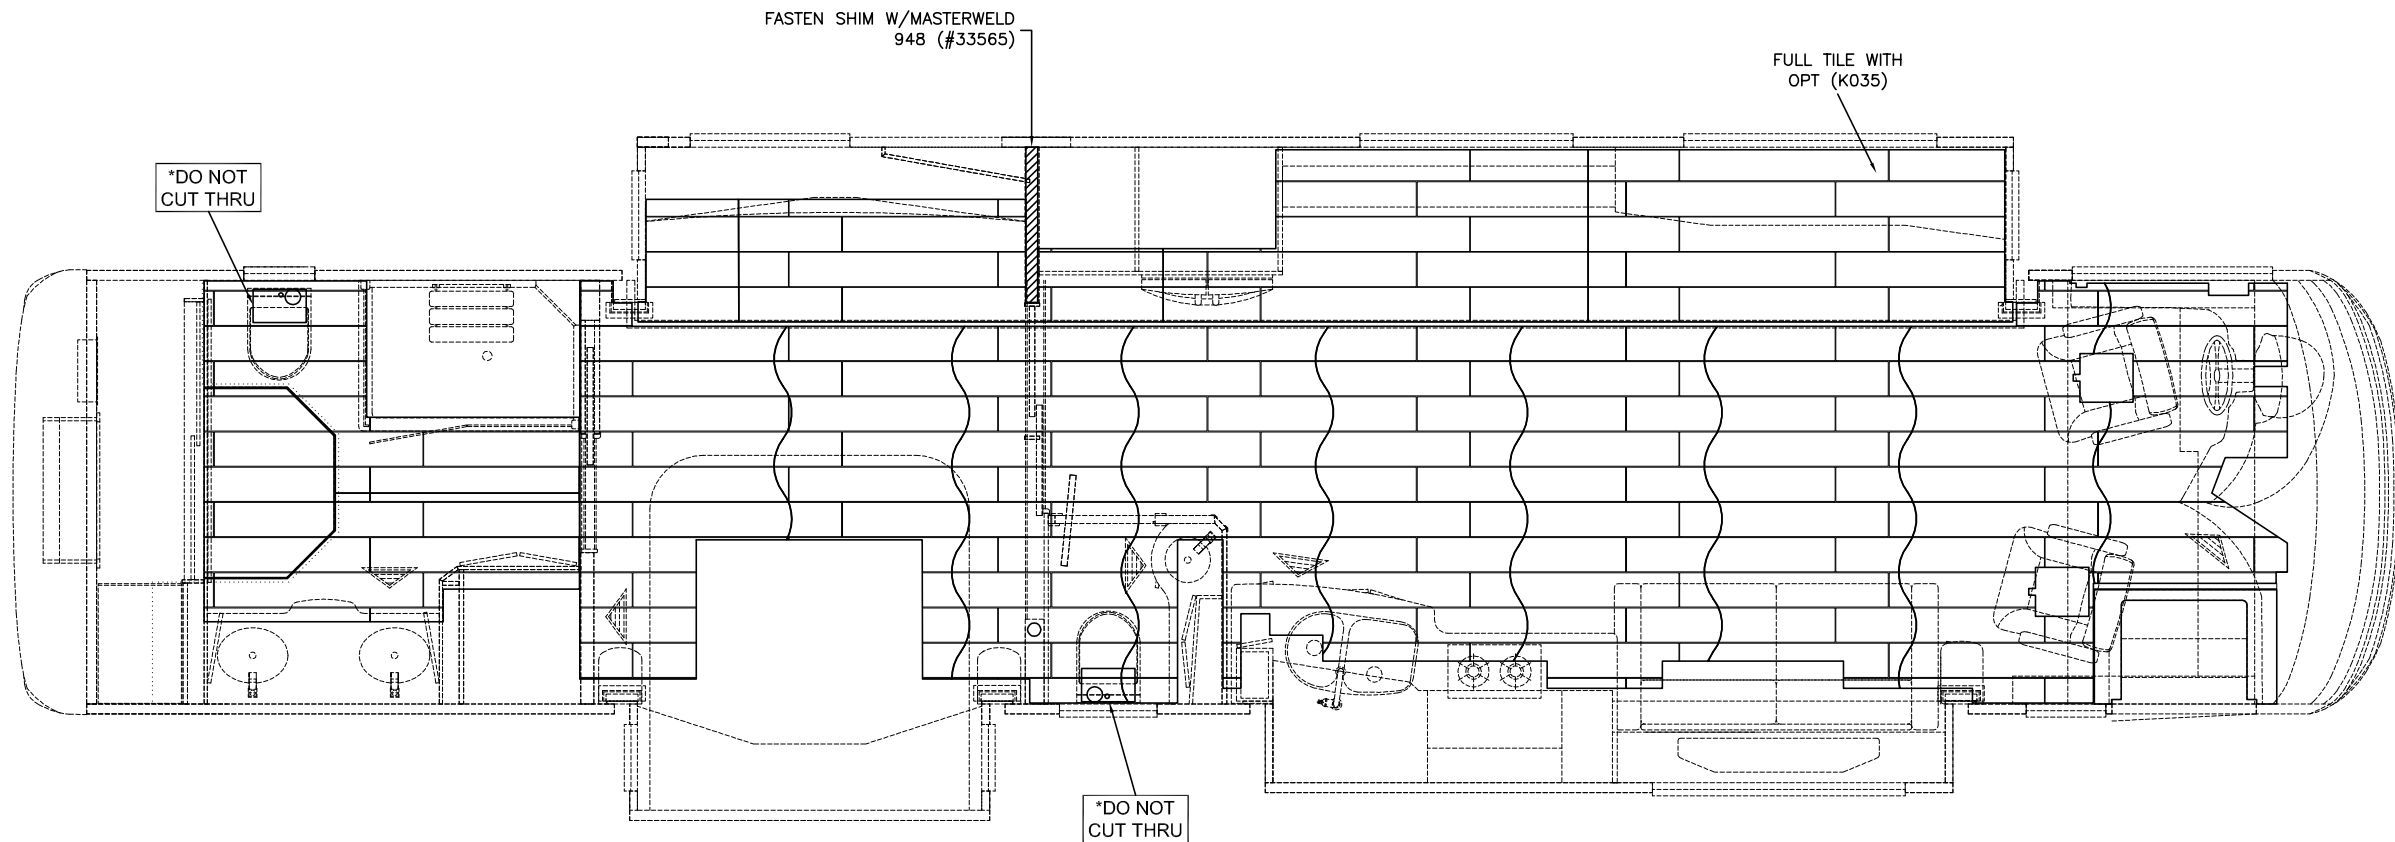 FASTEN SHIM W/MASTERWELD
948 (#33565)
FULL TILE WITH
OPT (K035)
*DO NOT
CUT THRU
*DO NOT
CUT THRU